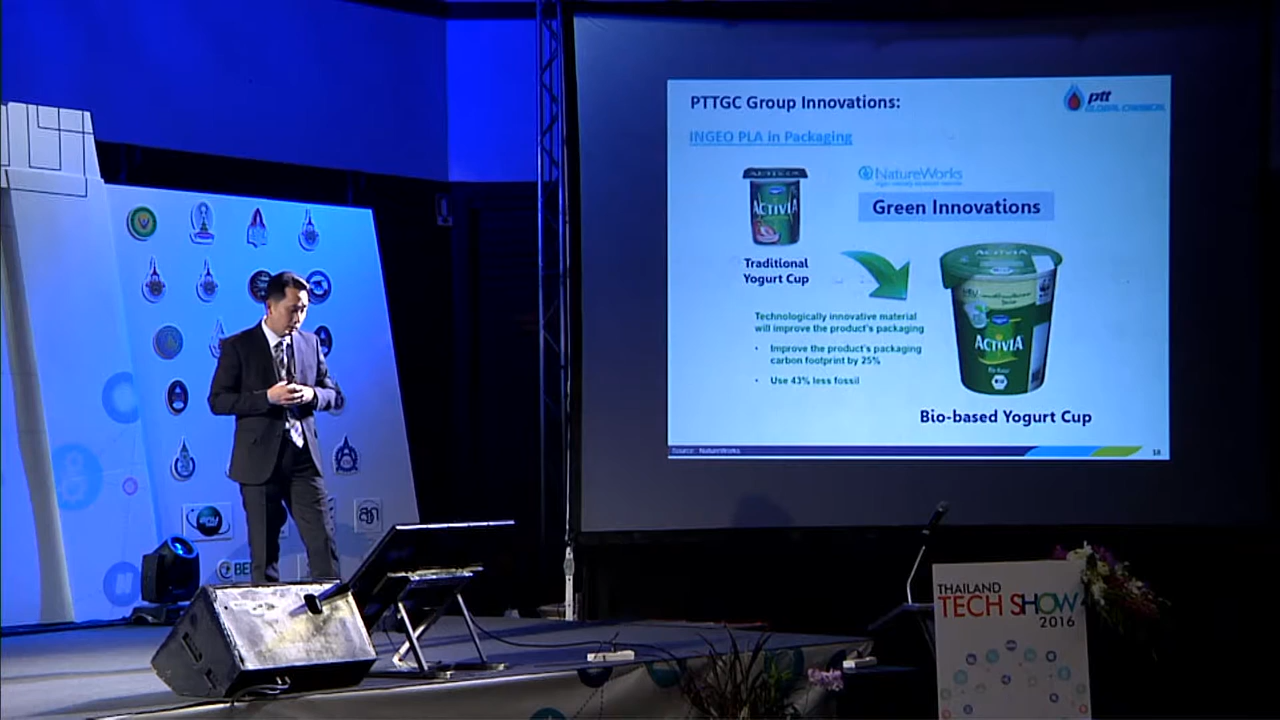 PTTGC Group Innovations:
ptt
GLOBAL CHEMICAL
INGEO PLA in Packaging
NatureWorks
Green Innovations
ACTIVIA
Traditional
Yogurt Cup
ACTIVIA
ACTIVIA
Technologically innovative material
will improve the product's packaging
• Improve the product's packaging
carbon footprint by 25%
• Use 43% less fossil
Bio-based Yogurt Cup
Source: NatureWorks
18
THAILAND
TECH SHOW
2016